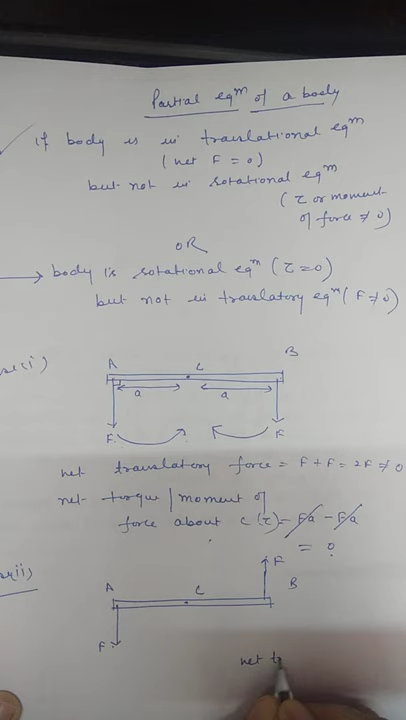 Partial eqm of a body
If body is in translational eqm
( net F = 0 )
but not in rotational eqm
( τ or moment
of force ≠ 0 )
OR
→ body is rotational eqm ( τ = 0 )
but not in translatory eqm ( F ≠ 0 )
(i)
A C B
a a
F F
net translatory force = F + F = 2F ≠ 0
net torque | moment of
force about C (τ) = Fa - Fa
= 0
(ii)
F
A C B
F
net